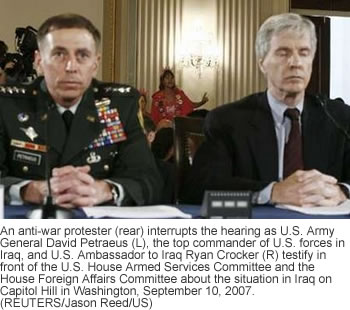 PETRAEUS
An anti-war protester (rear) interrupts the hearing as U.S. Army
General David Petraeus (L), the top commander of U.S. forces in
Iraq, and U.S. Ambassador to Iraq Ryan Crocker (R) testify in
front of the U.S. House Armed Services Committee and the
House Foreign Affairs Committee about the situation in Iraq on
Capitol Hill in Washington, September 10, 2007.
(REUTERS/Jason Reed/US)